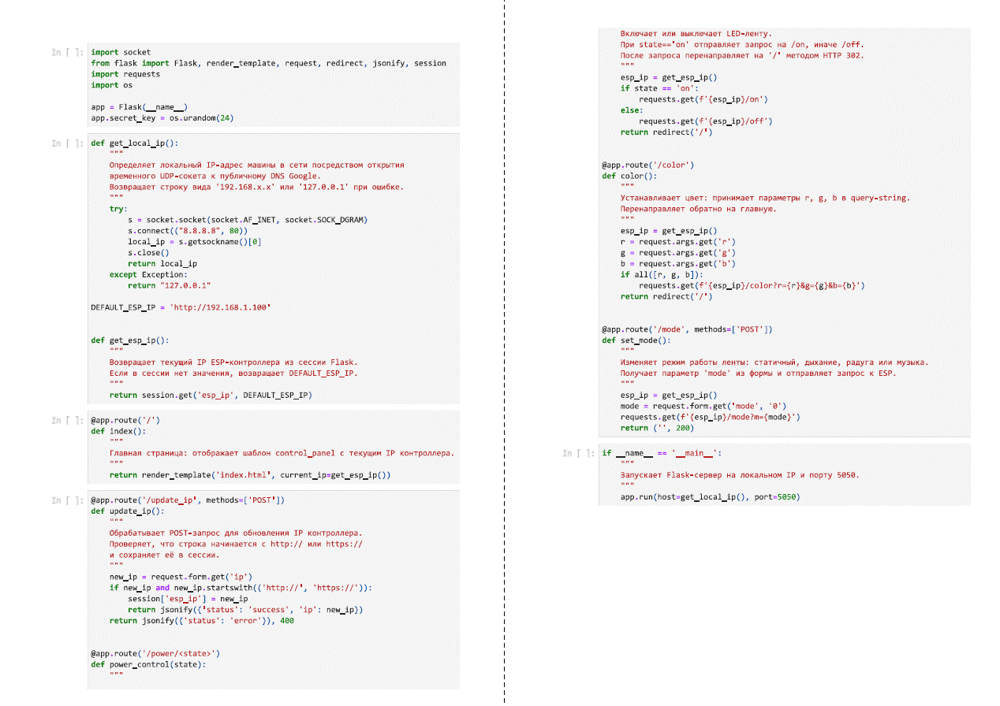 In [ ]: import socket
from flask import Flask, render_template, request, redirect, jsonify, session
import requests
import os

app = Flask(__name__)
app.secret_key = os.urandom(24)

In [ ]: def get_local_ip():
    """
    Определяет локальный IP-адрес машины в сети посредством открытия
    временного UDP-сокета к публичному DNS Google.
    Возвращает строку вида '192.168.x.x' или '127.0.0.1' при ошибке.
    """
    try:
        s = socket.socket(socket.AF_INET, socket.SOCK_DGRAM)
        s.connect(("8.8.8.8", 80))
        local_ip = s.getsockname()[0]
        s.close()
        return local_ip
    except Exception:
        return "127.0.0.1"

DEFAULT_ESP_IP = 'http://192.168.1.100'


def get_esp_ip():
    """
    Возвращает текущий IP ESP-контроллера из сессии Flask.
    Если в сессии нет значения, возвращает DEFAULT_ESP_IP.
    """
    return session.get('esp_ip', DEFAULT_ESP_IP)

In [ ]: @app.route('/')
def index():
    """
    Главная страница: отображает шаблон control_panel с текущим IP контроллера.
    """
    return render_template('index.html', current_ip=get_esp_ip())

In [ ]: @app.route('/update_ip', methods=['POST'])
def update_ip():
    """
    Обрабатывает POST-запрос для обновления IP контроллера.
    Проверяет, что строка начинается с http:// или https://
    и сохраняет её в сессии.
    """
    new_ip = request.form.get('ip')
    if new_ip and new_ip.startswith(('http://', 'https://')):
        session['esp_ip'] = new_ip
        return jsonify({'status': 'success', 'ip': new_ip})
    return jsonify({'status': 'error'}), 400


@app.route('/power/<state>')
def power_control(state):
    """
    Включает или выключает LED-ленту.
    При state=='on' отправляет запрос на /on, иначе /off.
    После запроса перенаправляет на '/' методом HTTP 302.
    """
    esp_ip = get_esp_ip()
    if state == 'on':
        requests.get(f'{esp_ip}/on')
    else:
        requests.get(f'{esp_ip}/off')
    return redirect('/')


@app.route('/color')
def color():
    """
    Устанавливает цвет: принимает параметры r, g, b в query-string.
    Перенаправляет обратно на главную.
    """
    esp_ip = get_esp_ip()
    r = request.args.get('r')
    g = request.args.get('g')
    b = request.args.get('b')
    if all([r, g, b]):
        requests.get(f'{esp_ip}/color?r={r}&g={g}&b={b}')
    return redirect('/')


@app.route('/mode', methods=['POST'])
def set_mode():
    """
    Изменяет режим работы ленты: статичный, дыхание, радуга или музыка.
    Получает параметр 'mode' из формы и отправляет запрос к ESP.
    """
    esp_ip = get_esp_ip()
    mode = request.form.get('mode', '0')
    requests.get(f'{esp_ip}/mode?m={mode}')
    return ('', 200)

In [ ]: if __name__ == '__main__':
    """
    Запускает Flask-сервер на локальном IP и порту 5050.
    """
    app.run(host=get_local_ip(), port=5050)